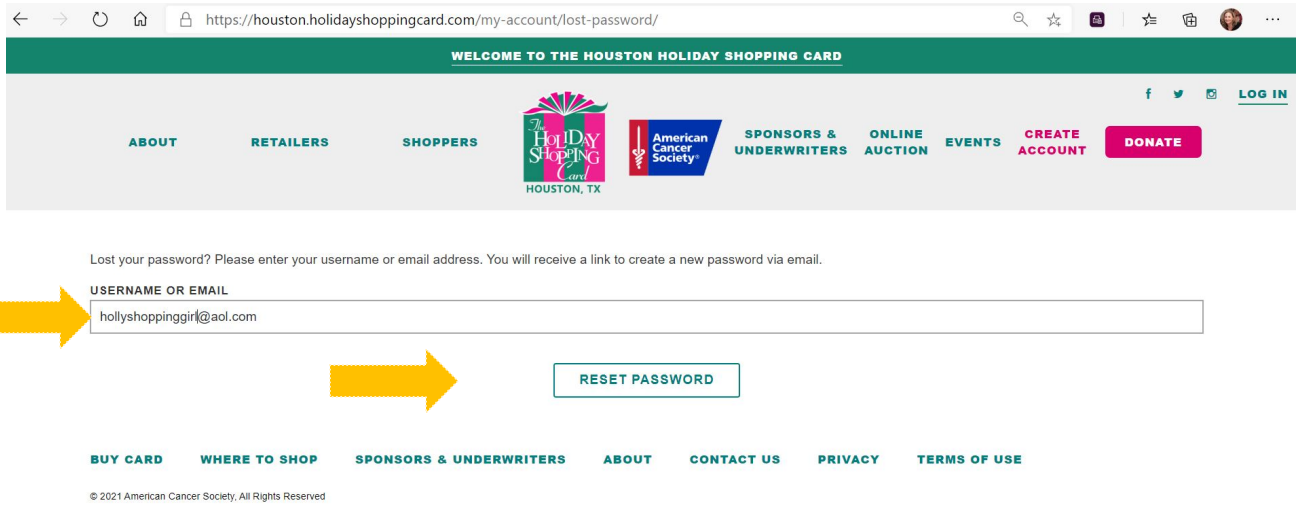 https://houston.holidayshoppingcard.com/my-account/lost-password/
WELCOME TO THE HOUSTON HOLIDAY SHOPPING CARD
f
LOG IN
ABOUT
RETAILERS
SHOPPERS
The
HOLIDAY
SHOPPING
Card
HOUSTON, TX
American
Cancer
Society®
SPONSORS &
UNDERWRITERS
ONLINE
AUCTION
EVENTS
CREATE
ACCOUNT
DONATE
Lost your password? Please enter your username or email address. You will receive a link to create a new password via email.
USERNAME OR EMAIL
hollyshoppinggirl@aol.com
RESET PASSWORD
BUY CARD WHERE TO SHOP SPONSORS & UNDERWRITERS ABOUT CONTACT US PRIVACY TERMS OF USE
© 2021 American Cancer Society, All Rights Reserved